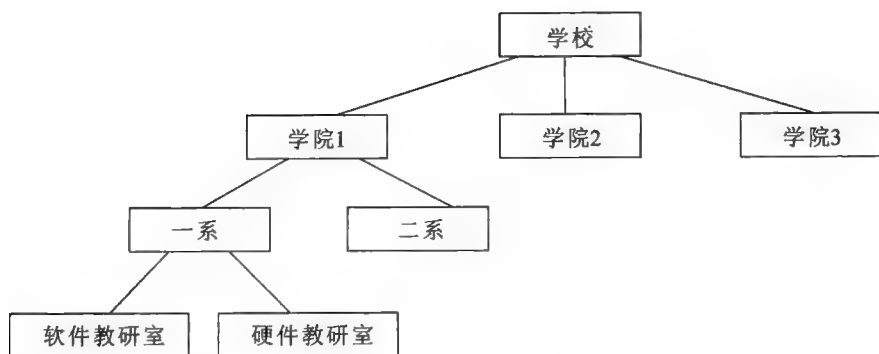 学校
学院1
学院2
学院3
一系
二系
软件教研室
硬件教研室